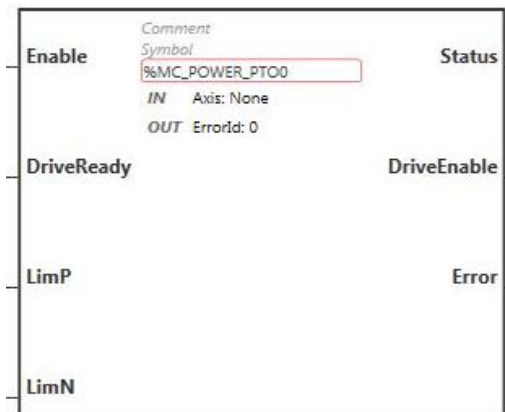 Comment
Enable Symbol Status
%MC_POWER_PTO0
IN Axis: None
OUT ErrorId: 0
DriveReady DriveEnable
LimP Error
LimN